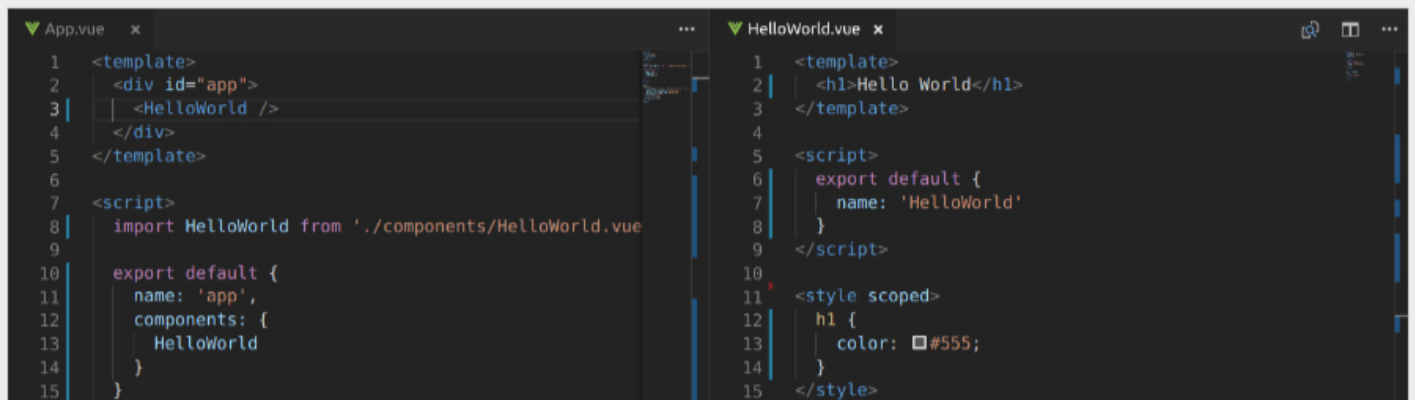 App.vue
1 <template>
2 <div id="app">
3 <HelloWorld />
4 </div>
5 </template>
6
7 <script>
8 import HelloWorld from './components/HelloWorld.vue
9
10 export default {
11 name: 'app',
12 components: {
13 HelloWorld
14 }
15 }
HelloWorld.vue
1 <template>
2 <h1>Hello World</h1>
3 </template>
4
5 <script>
6 export default {
7 name: 'HelloWorld'
8 }
9 </script>
10
11 <style scoped>
12 h1 {
13 color: #555;
14 }
15 </style>